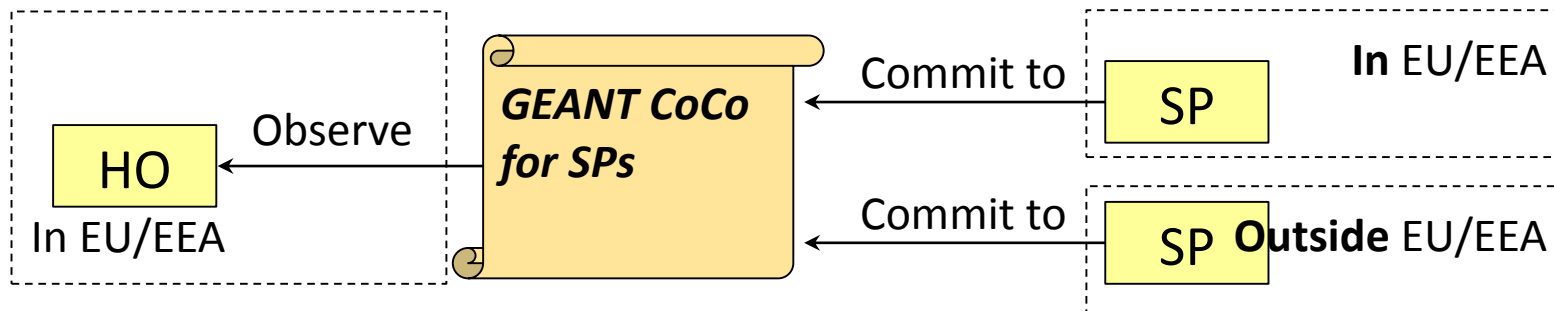 HO
In EU/EEA
Observe
GEANT CoCo
for SPs
Commit to
SP
In EU/EEA
Commit to
SP
Outside EU/EEA